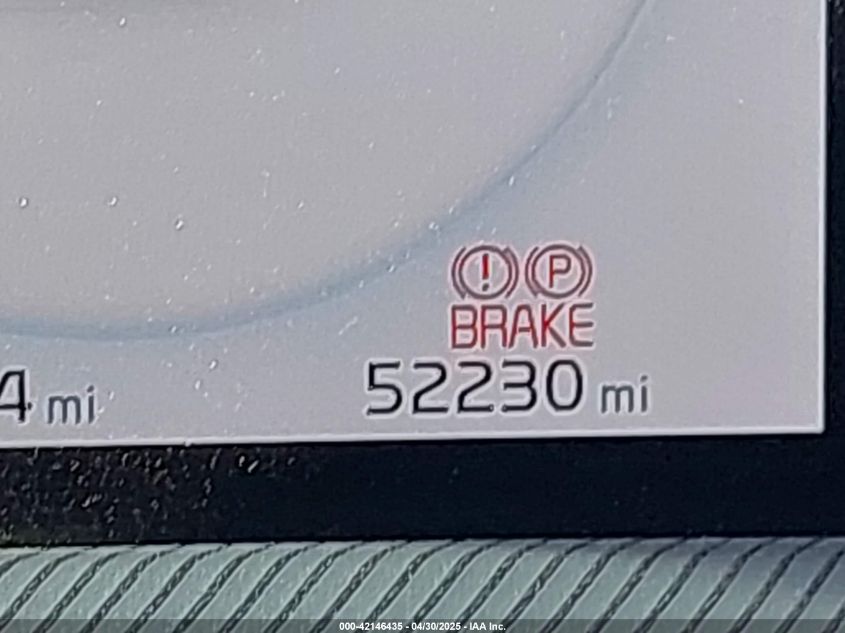 ! P
BRAKE
4 mi 52230 mi
000-42146435 - 04/30/2025 - IAA Inc.